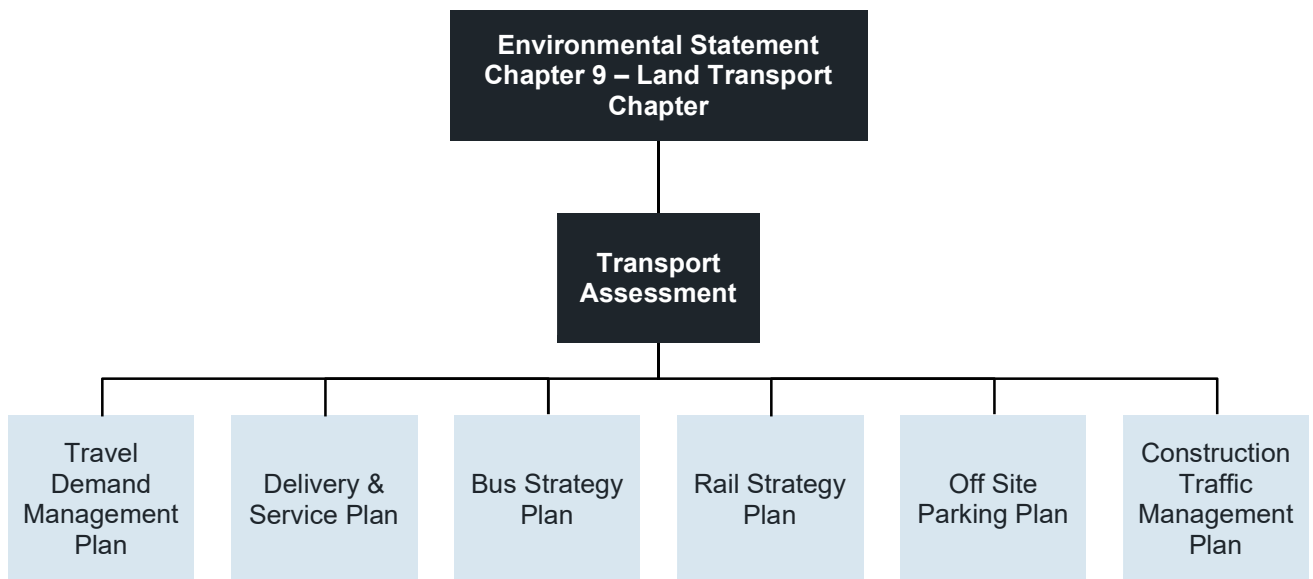 Environmental Statement
Chapter 9 – Land Transport
Chapter
Transport
Assessment
Travel
Demand
Management
Plan
Delivery &
Service Plan
Bus Strategy
Plan
Rail Strategy
Plan
Off Site
Parking Plan
Construction
Traffic
Management
Plan